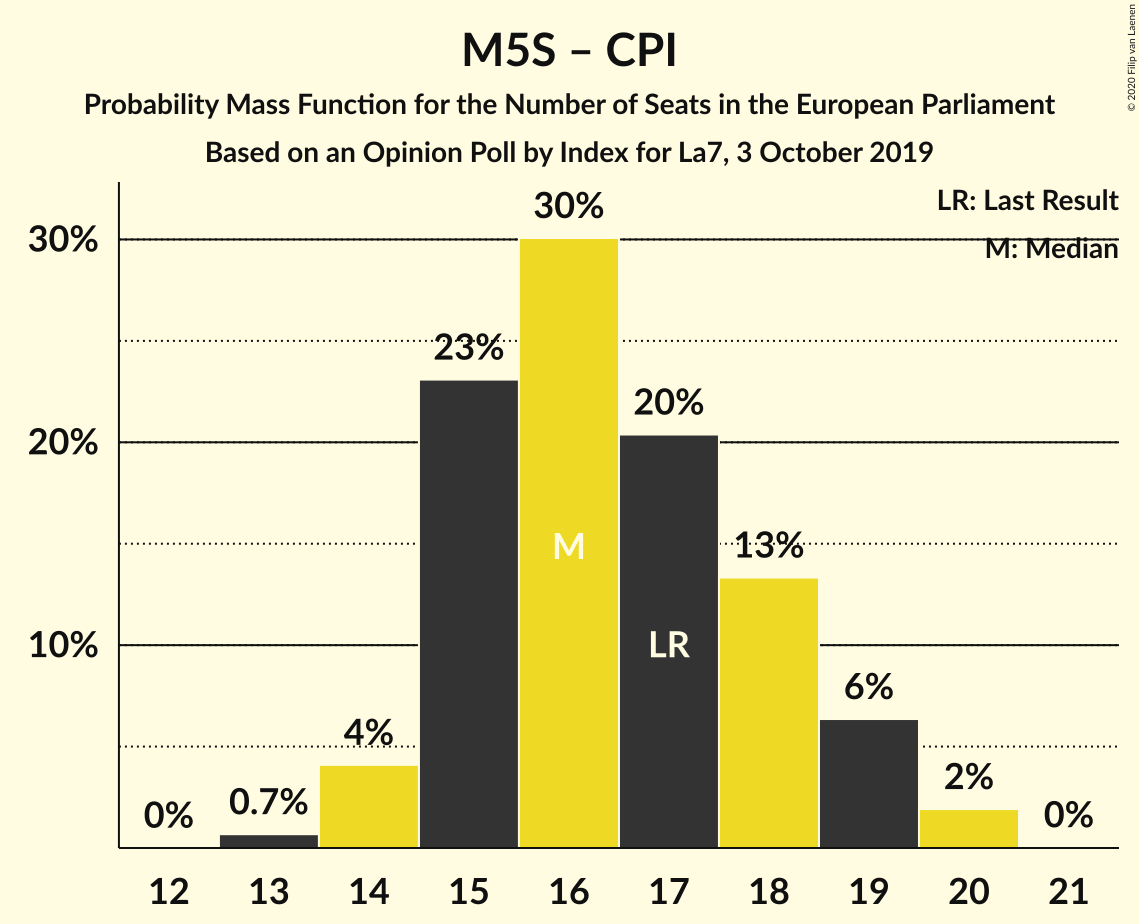 M5S – CPI
Probability Mass Function for the Number of Seats in the European Parliament
Based on an Opinion Poll by Index for La7, 3 October 2019
© 2020 Filip van Laenen
LR: Last Result
M: Median
30%
20%
10%
0%
0.7%
4%
23%
30%
20%
13%
6%
2%
0%
M
LR
12 13 14 15 16 17 18 19 20 21